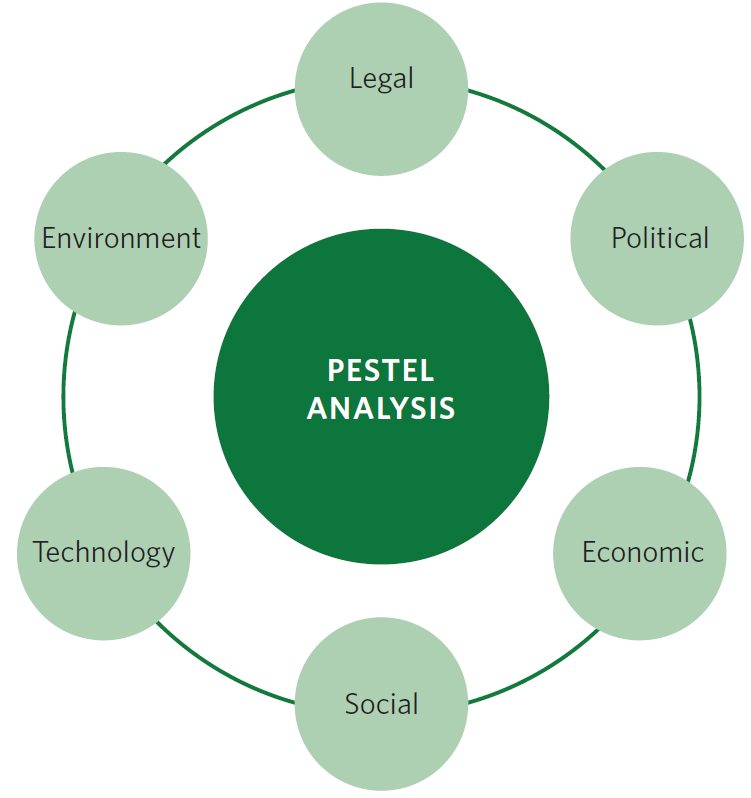 Legal
Environment
Political
PESTEL
ANALYSIS
Technology
Economic
Social